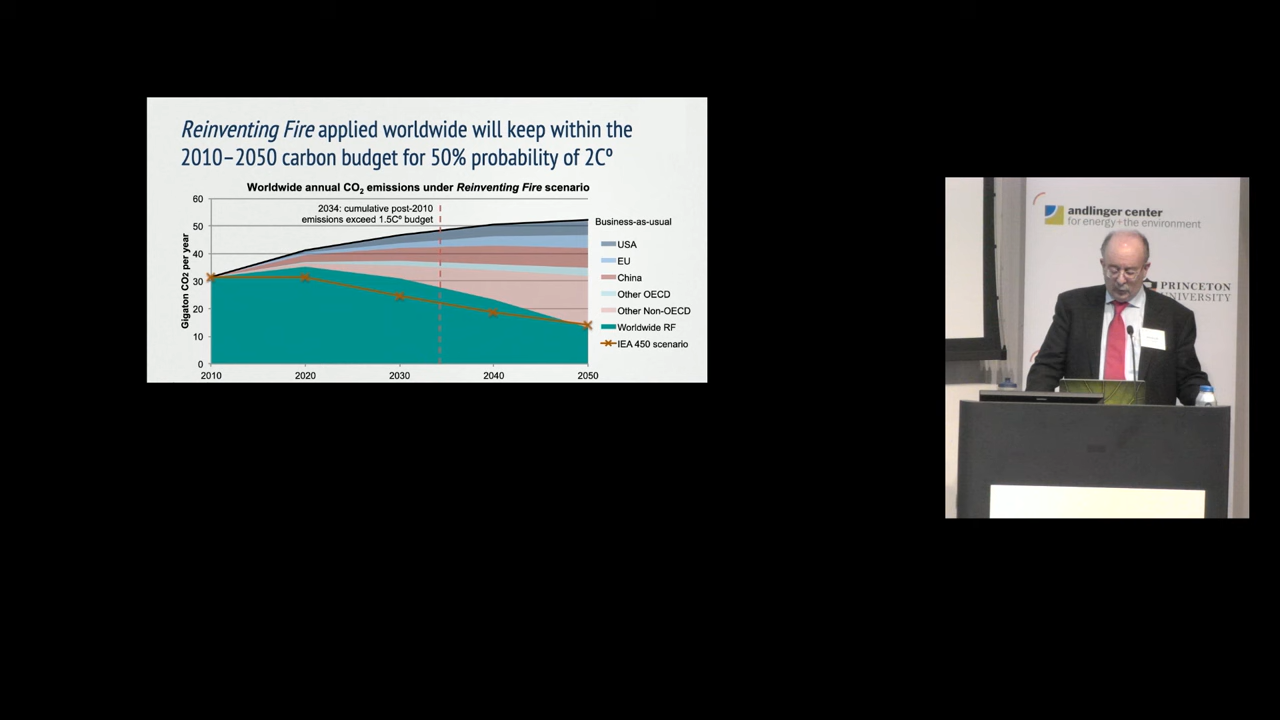 Reinventing Fire applied worldwide will keep within the
2010–2050 carbon budget for 50% probability of 2Cº
Worldwide annual CO₂ emissions under Reinventing Fire scenario
Gigaton CO2 per year
60
50
40
30
20
10
0
2034: cumulative post-2010
emissions exceed 1.5Cº budget
Business-as-usual
USA
EU
China
Other OECD
Other Non-OECD
Worldwide RF
IEA 450 scenario
2010
2020
2030
2040
2050
andlinger center
for energy+the environment
PRINCETON
UNIVERSITY